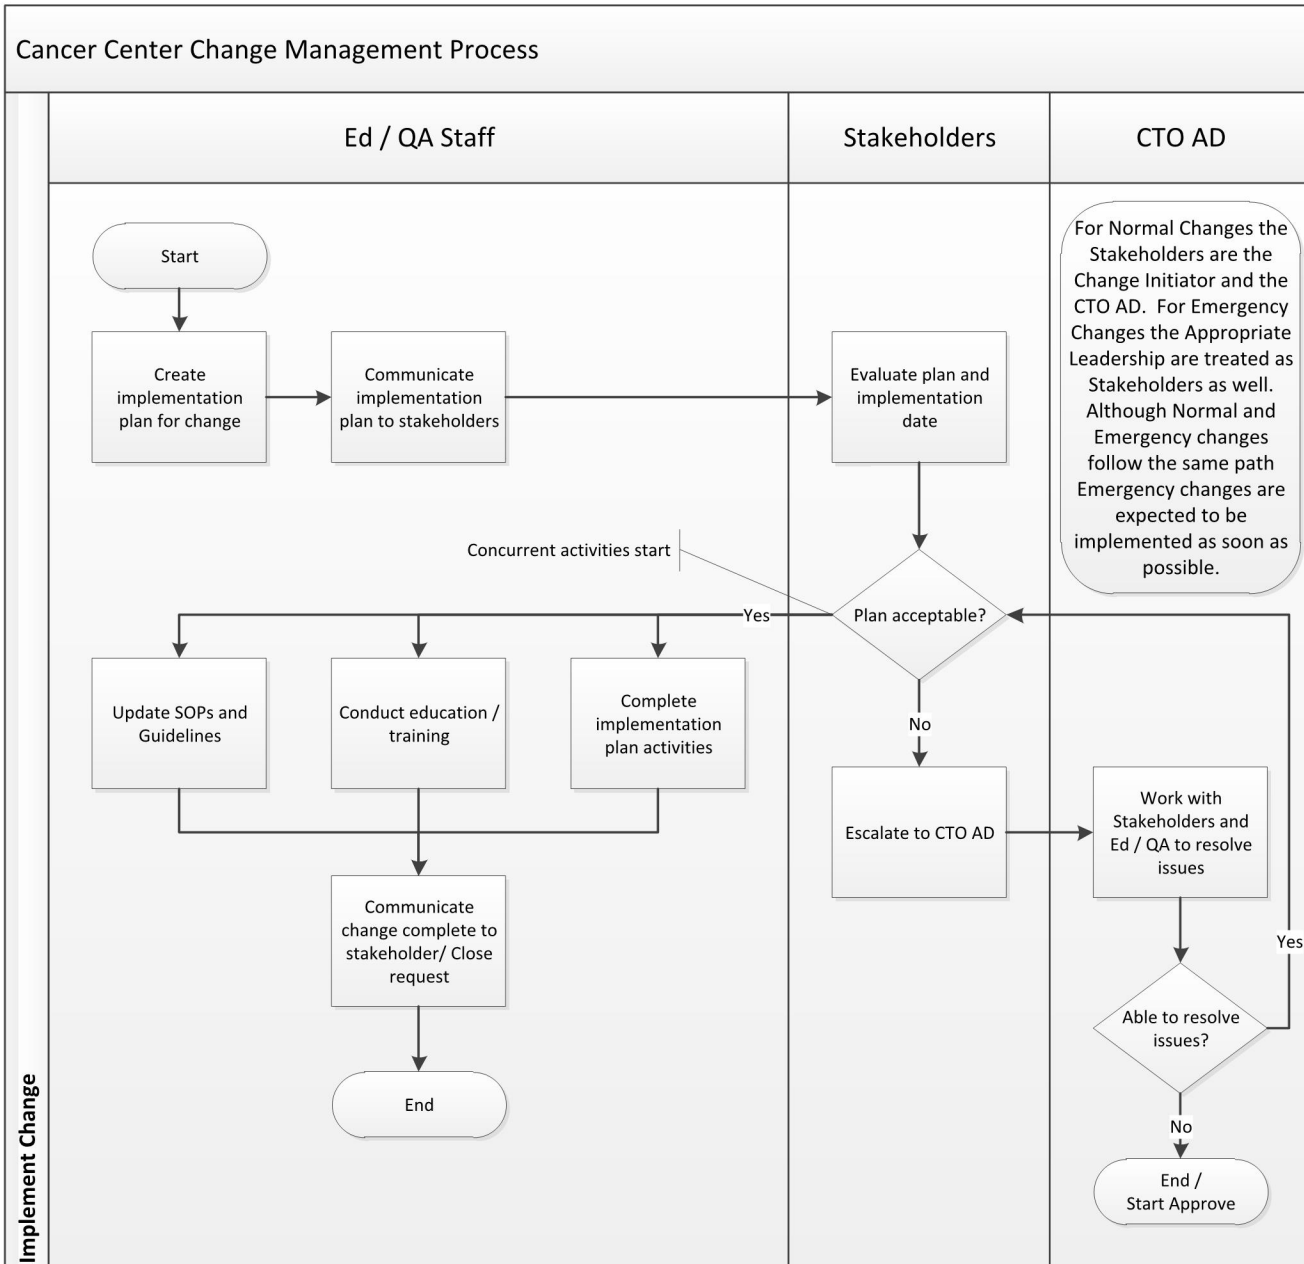 Cancer Center Change Management Process
Ed / QA Staff
Stakeholders
CTO AD
Start
Create
implementation
plan for change
Communicate
implementation
plan to stakeholders
Evaluate plan and
implementation
date
For Normal Changes the
Stakeholders are the
Change Initiator and the
CTO AD.  For Emergency
Changes the Appropriate
Leadership are treated as
Stakeholders as well.
Although Normal and
Emergency changes
follow the same path
Emergency changes are
expected to be
implemented as soon as
possible.
Concurrent activities start
Yes
Plan acceptable?
Update SOPs and
Guidelines
Conduct education /
training
Complete
implementation
plan activities
No
Escalate to CTO AD
Work with
Stakeholders and
Ed / QA to resolve
issues
Communicate
change complete to
stakeholder/ Close
request
Yes
Able to resolve
issues?
End
No
End /
Start Approve
Implement Change